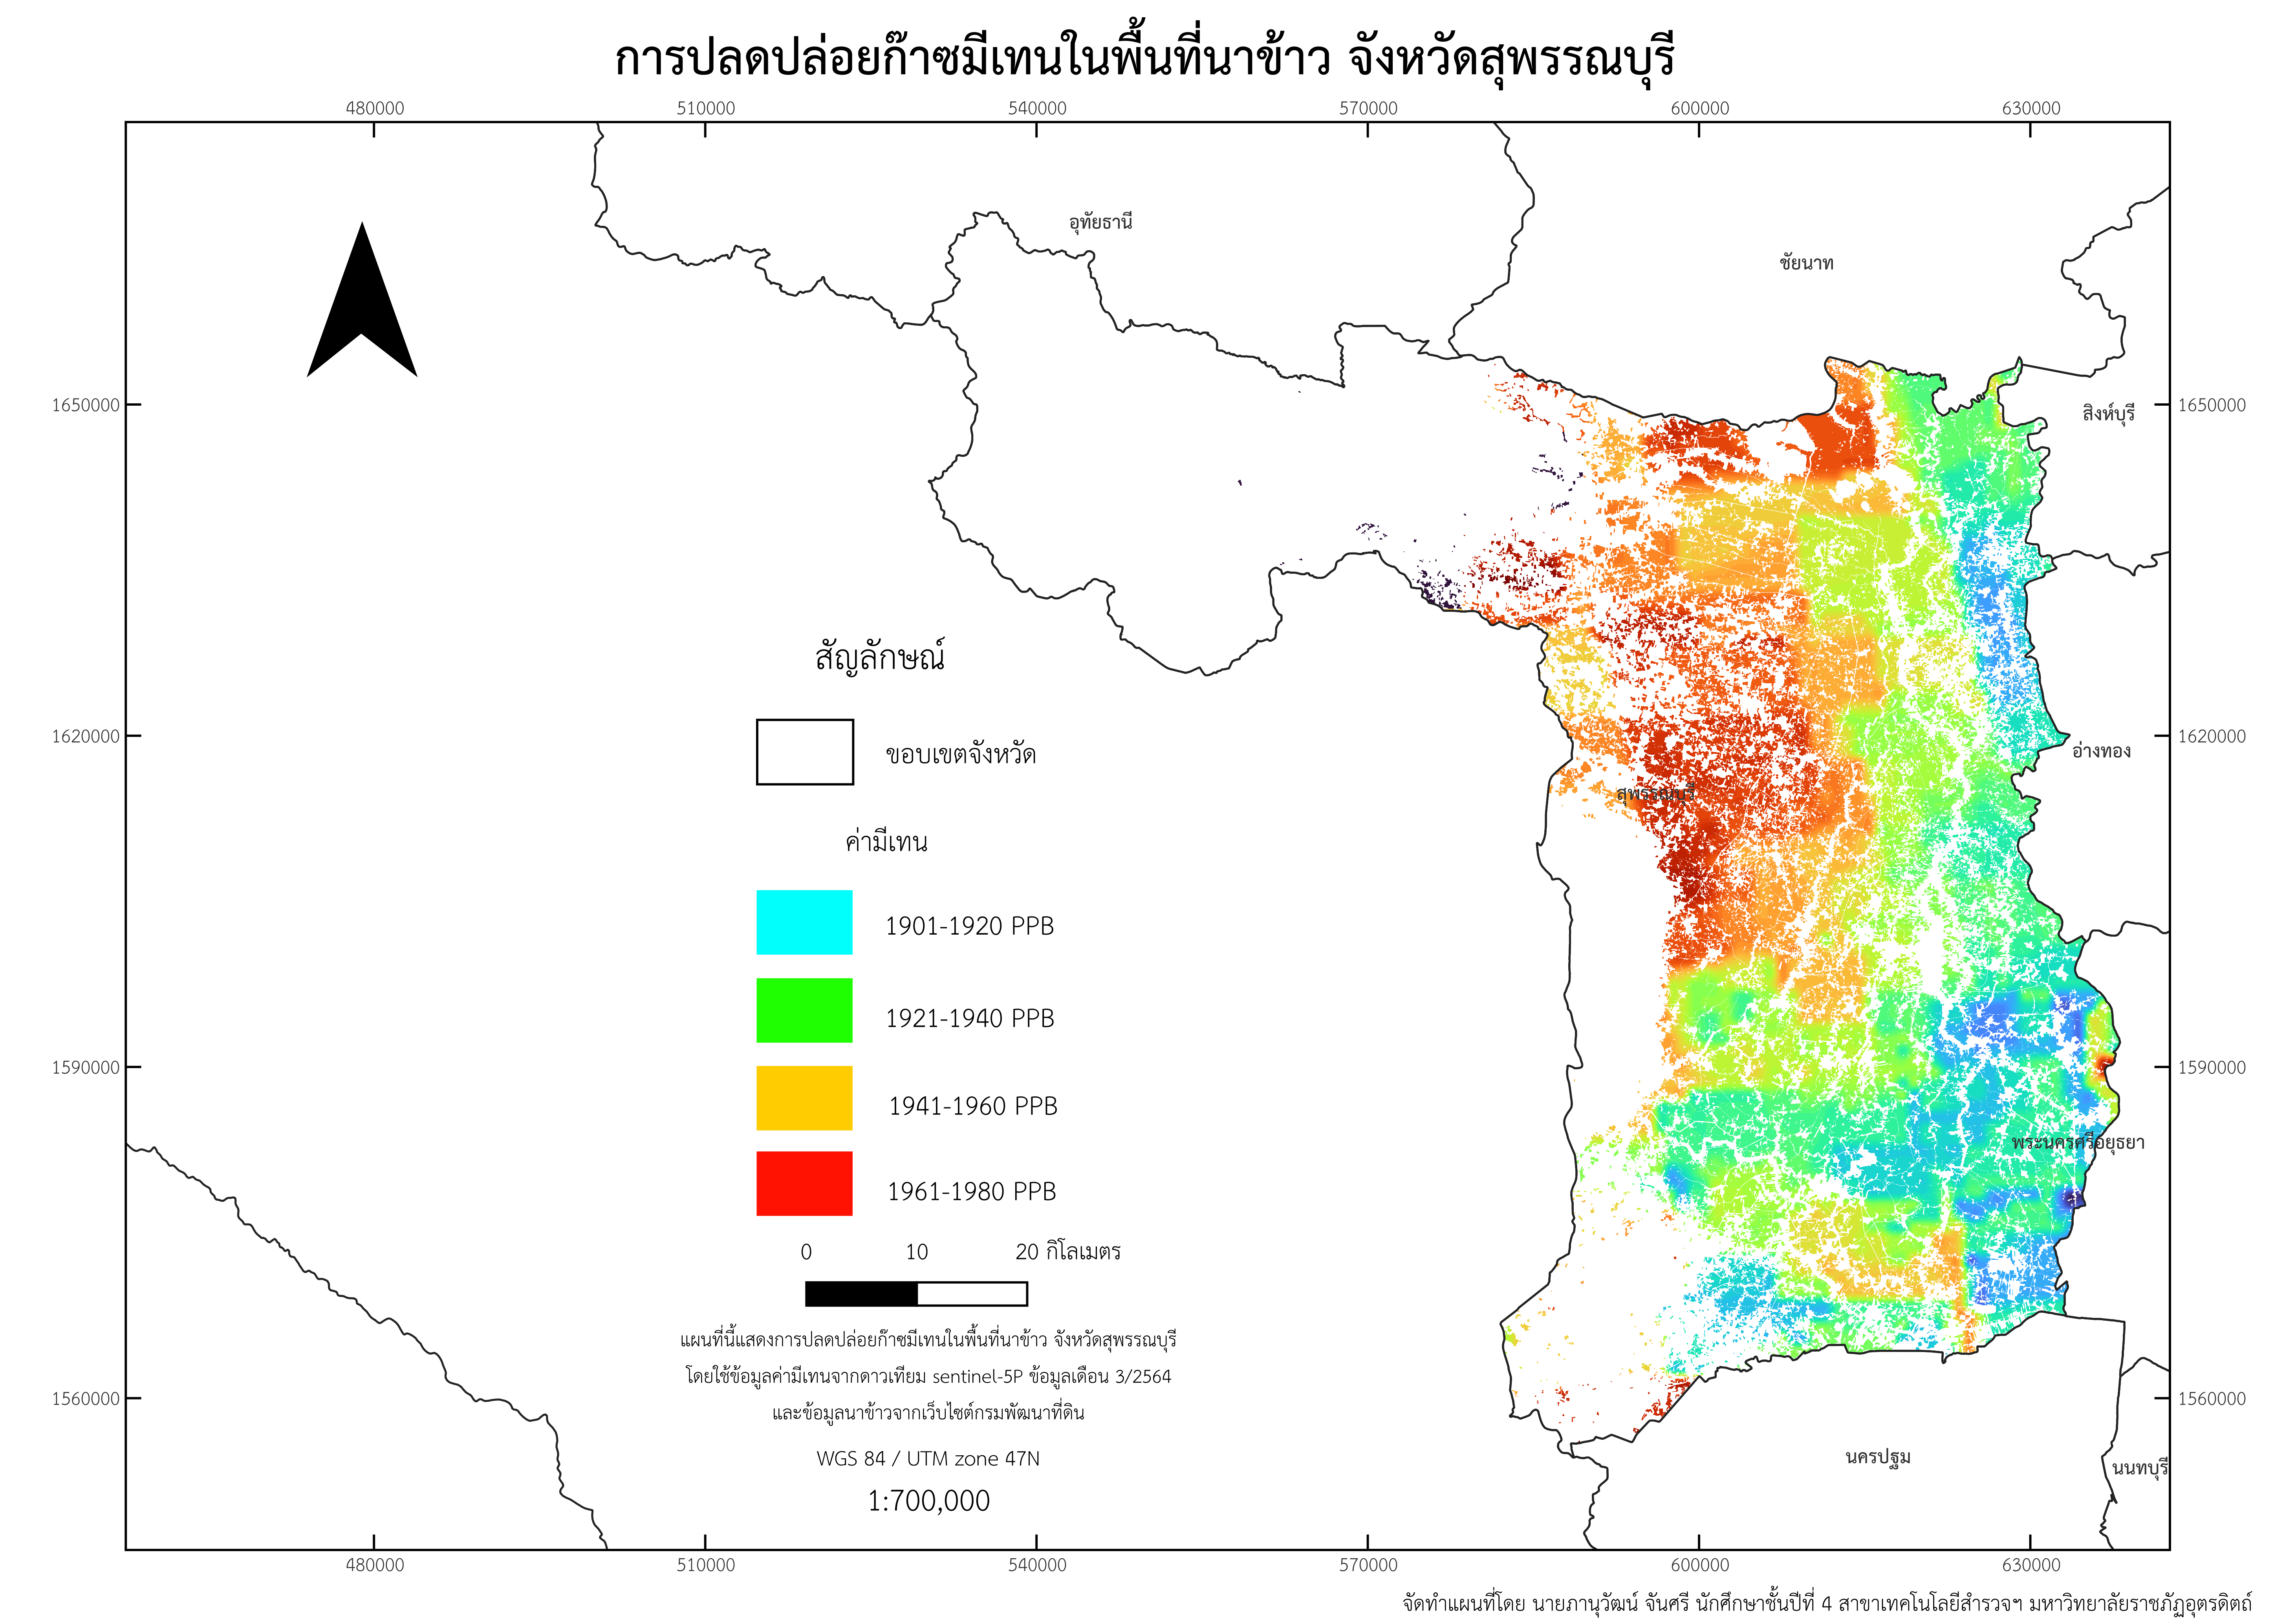 การปลดปล่อยก๊าซมีเทนในพื้นที่นาข้าว จังหวัดสุพรรณบุรี
480000 510000 540000 570000 600000 630000
อุทัยธานี
ชัยนาท
1650000 1650000
สิงห์บุรี
สัญลักษณ์
1620000 1620000
ขอบเขตจังหวัด
อ่างทอง
สุพรรณบุรี
ค่ามีเทน
1901-1920 PPB
1921-1940 PPB
1590000 1590000
1941-1960 PPB
พระนครศรีอยุธยา
1961-1980 PPB
0 10 20 กิโลเมตร
แผนที่นี้แสดงการปลดปล่อยก๊าซมีเทนในพื้นที่นาข้าว จังหวัดสุพรรณบุรี
โดยใช้ข้อมูลค่ามีเทนจากดาวเทียม sentinel-5P ข้อมูลเดือน 3/2564
1560000 1560000
และข้อมูลนาข้าวจากเว็บไซต์กรมพัฒนาที่ดิน
WGS 84 / UTM zone 47N
นครปฐม
นนทบุรี
1:700,000
480000 510000 540000 570000 600000 630000
จัดทำแผนที่โดย นายภานุวัฒน์ จันศรี นักศึกษาชั้นปีที่ 4 สาขาเทคโนโลยีสำรวจฯ มหาวิทยาลัยราชภัฏอุตรดิตถ์